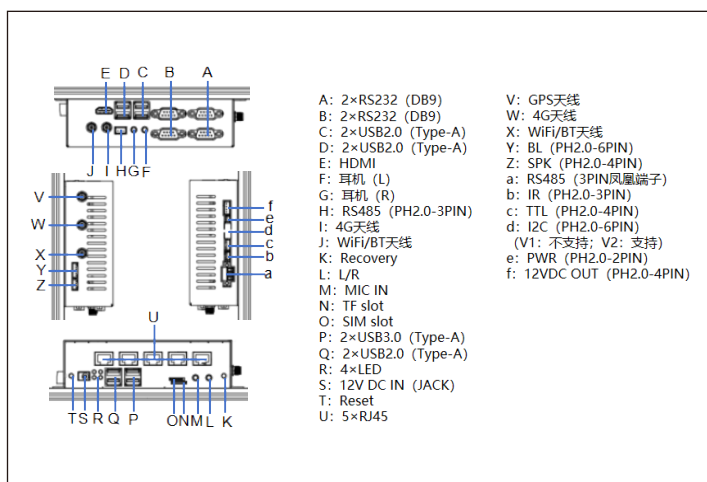 E D C B A
J I H G F
V
W
X
Y
Z
f
e
d
c
b
a
U
T S R Q P O N M L K
A: 2×RS232 (DB9)
B: 2×RS232 (DB9)
C: 2×USB2.0 (Type-A)
D: 2×USB2.0 (Type-A)
E: HDMI
F: 耳机 (L)
G: 耳机 (R)
H: RS485 (PH2.0-3PIN)
I: 4G天线
J: WiFi/BT天线
K: Recovery
L: L/R
M: MIC IN
N: TF slot
O: SIM slot
P: 2×USB3.0 (Type-A)
Q: 2×USB2.0 (Type-A)
R: 4×LED
S: 12V DC IN (JACK)
T: Reset
U: 5×RJ45
V: GPS天线
W: 4G天线
X: WiFi/BT天线
Y: BL (PH2.0-6PIN)
Z: SPK (PH2.0-4PIN)
a: RS485 (3PIN凤凰端子)
b: IR (PH2.0-3PIN)
c: TTL (PH2.0-4PIN)
d: I2C (PH2.0-6PIN)
(V1: 不支持; V2: 支持)
e: PWR (PH2.0-2PIN)
f: 12VDC OUT (PH2.0-4PIN)